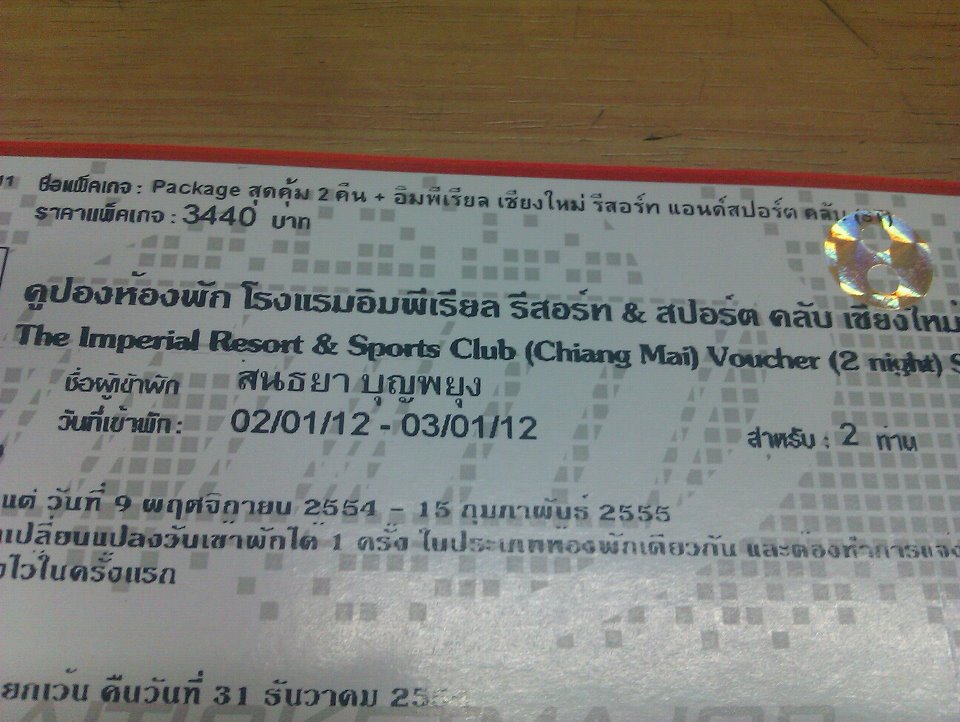 11 ชื่อแพ็คเกจ : Package สุดคุ้ม 2 คืน + อิมพีเรียล เชียงใหม่ รีสอร์ท แอนด์สปอร์ต คลับ
ราคาแพ็คเกจ : 3440 บาท
คูปองห้องพัก โรงแรมอิมพีเรียล รีสอร์ท & สปอร์ต คลับ เชียงใหม่
The Imperial Resort & Sports Club (Chiang Mai) Voucher (2 night) S
ชื่อผู้เข้าพัก สนธยา บุญพยุง
วันที่เข้าพัก : 02/01/12 - 03/01/12 สำหรับ : 2 ท่าน
แต่ วันที่ 9 พฤศจิกายน 2554 - 15 กุมภาพันธ์ 2555
เปลี่ยนแปลงวันเข้าพักได้ 1 ครั้ง ในประเภทห้องพักเดียวกัน และต้องทำการแจ้ง
ไว้ในครั้งแรก
ยกเว้น คืนวันที่ 31 ธันวาคม